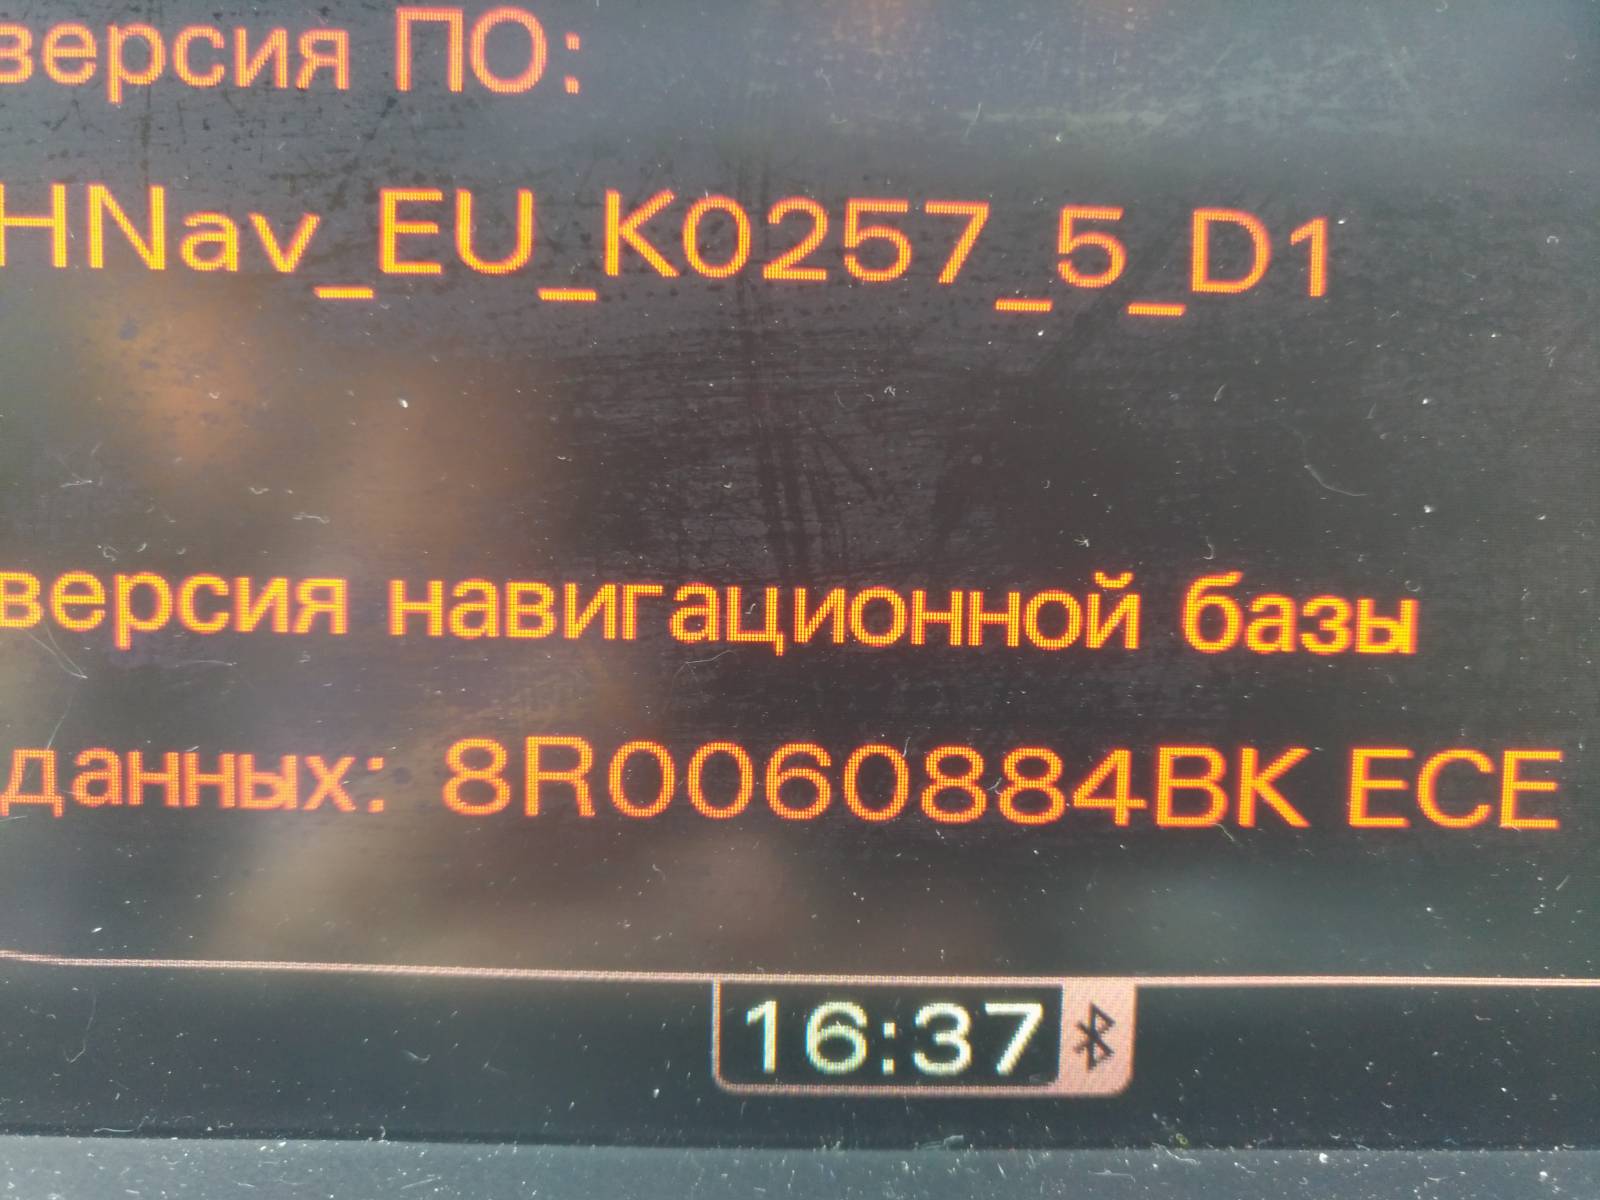 версия ПО:
HNav_EU_K0257_5_D1
версия навигационной базы
данных: 8R0060884BK ECE
16:37